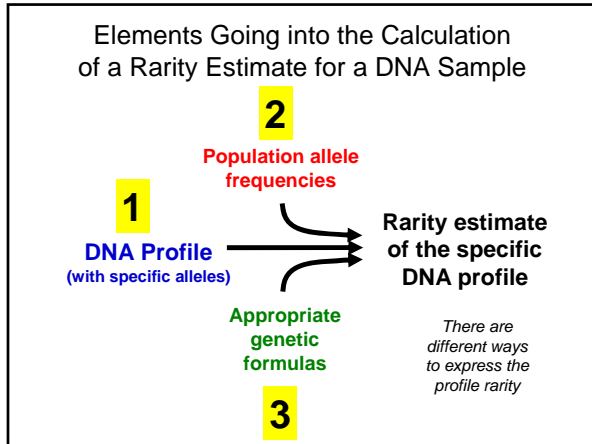 Elements Going into the Calculation
of a Rarity Estimate for a DNA Sample
2
Population allele
frequencies
1
DNA Profile
(with specific alleles)
Rarity estimate
of the specific
DNA profile
Appropriate
genetic
formulas
3
There are
different ways
to express the
profile rarity